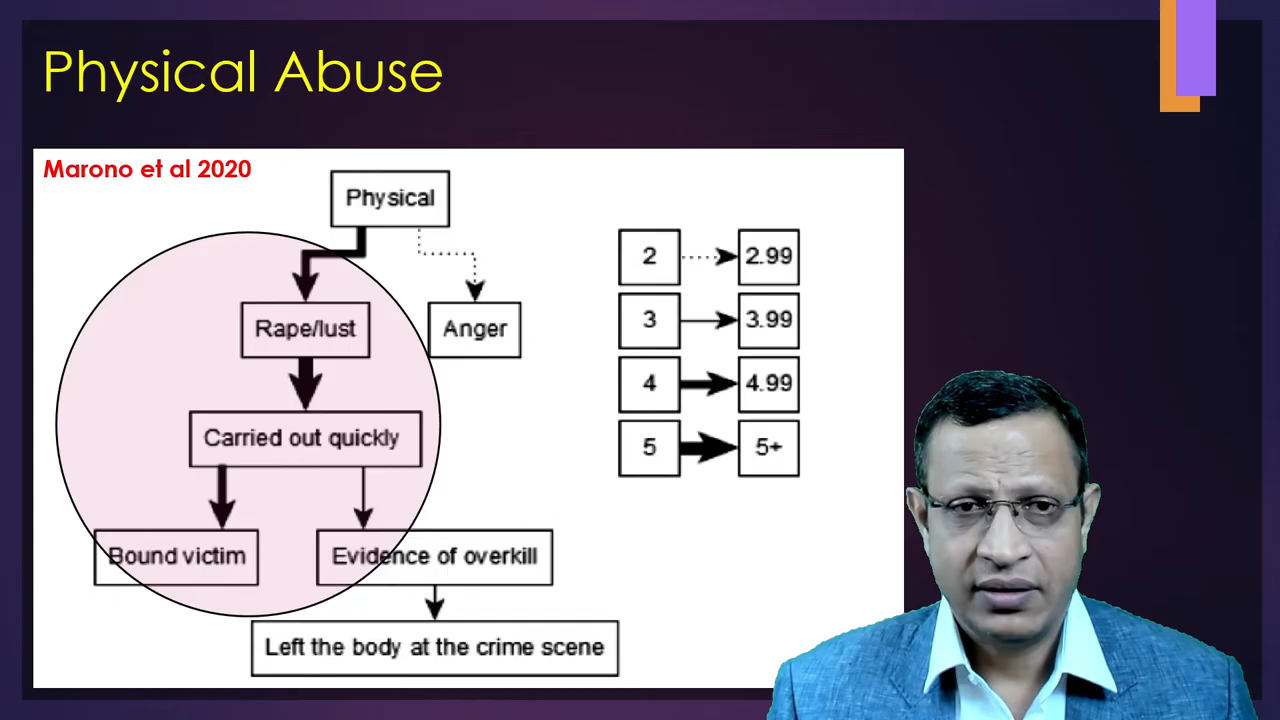 Physical Abuse
Marono et al 2020
Physical
Rape/lust
Anger
Carried out quickly
Bound victim
Evidence of overkill
Left the body at the crime scene
2 2.99
3 3.99
4 4.99
5 5+